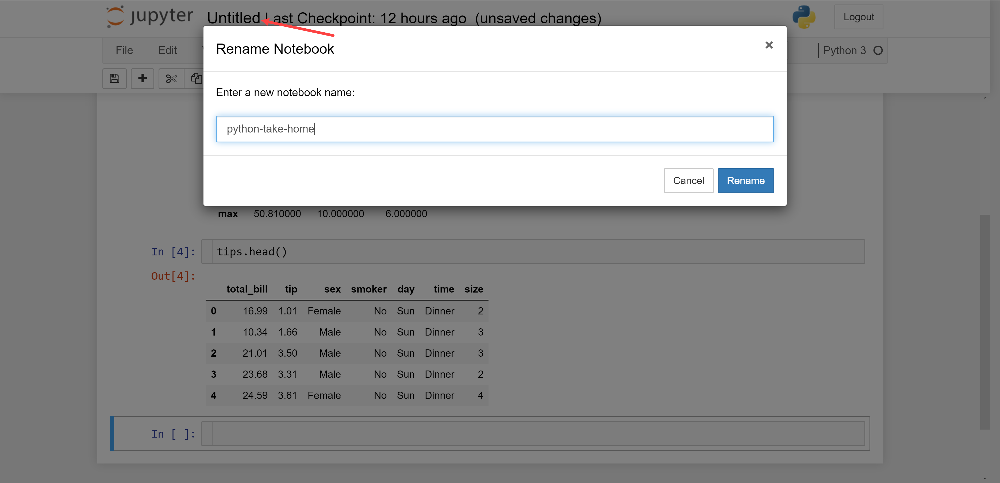 jupyter Untitled Last Checkpoint: 12 hours ago (unsaved changes) Logout
Rename Notebook
File Edit Python 3
Enter a new notebook name:
python-take-home
Cancel Rename
max 50.810000 10.000000 6.000000
In [4]: tips.head()
Out[4]:
total_bill tip sex smoker day time size
0 16.99 1.01 Female No Sun Dinner 2
1 10.34 1.66 Male No Sun Dinner 3
2 21.01 3.50 Male No Sun Dinner 3
3 23.68 3.31 Male No Sun Dinner 2
4 24.59 3.61 Female No Sun Dinner 4
In [ ]: